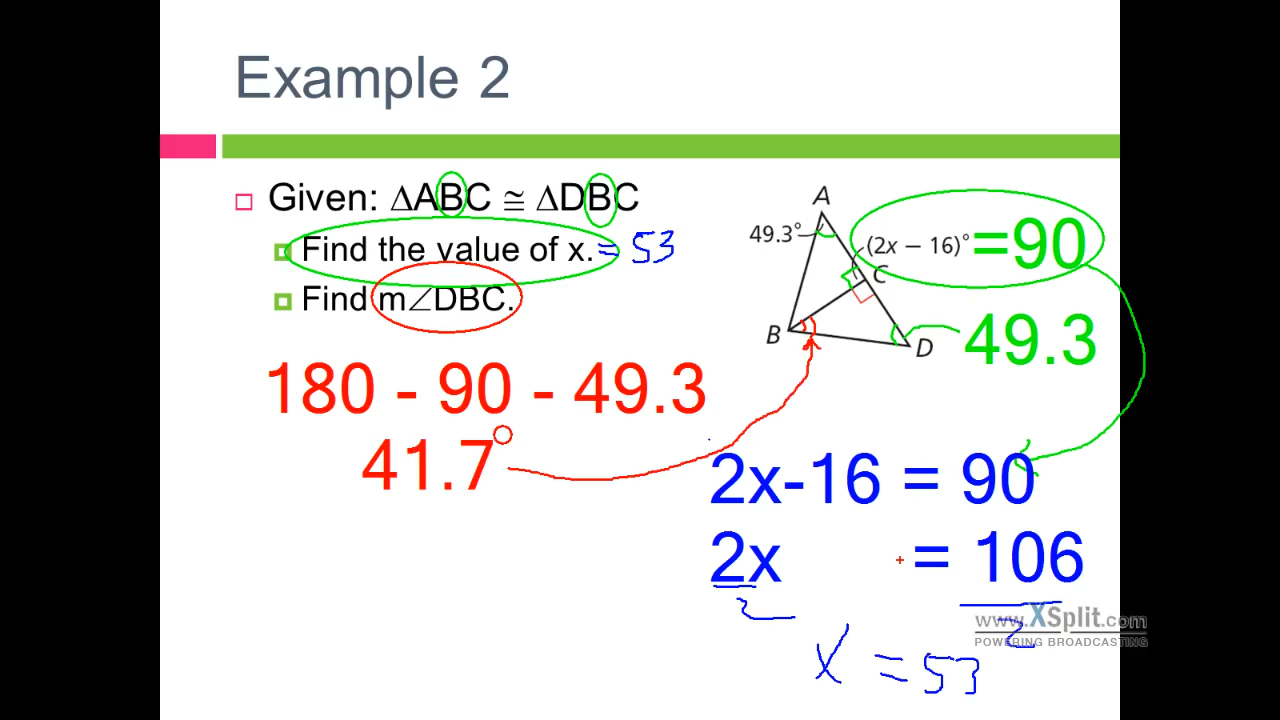 Example 2
Given: ΔABC ≅ ΔDBC
Find the value of x. = 53
Find m∠DBC.
180 - 90 - 49.3
41.7°
A
49.3°
(2x − 16)° =90
C
B
D
49.3
2x-16 = 90
2x = 106
2 2
x = 53
www.XSplit.com
POWERING BROADCASTING